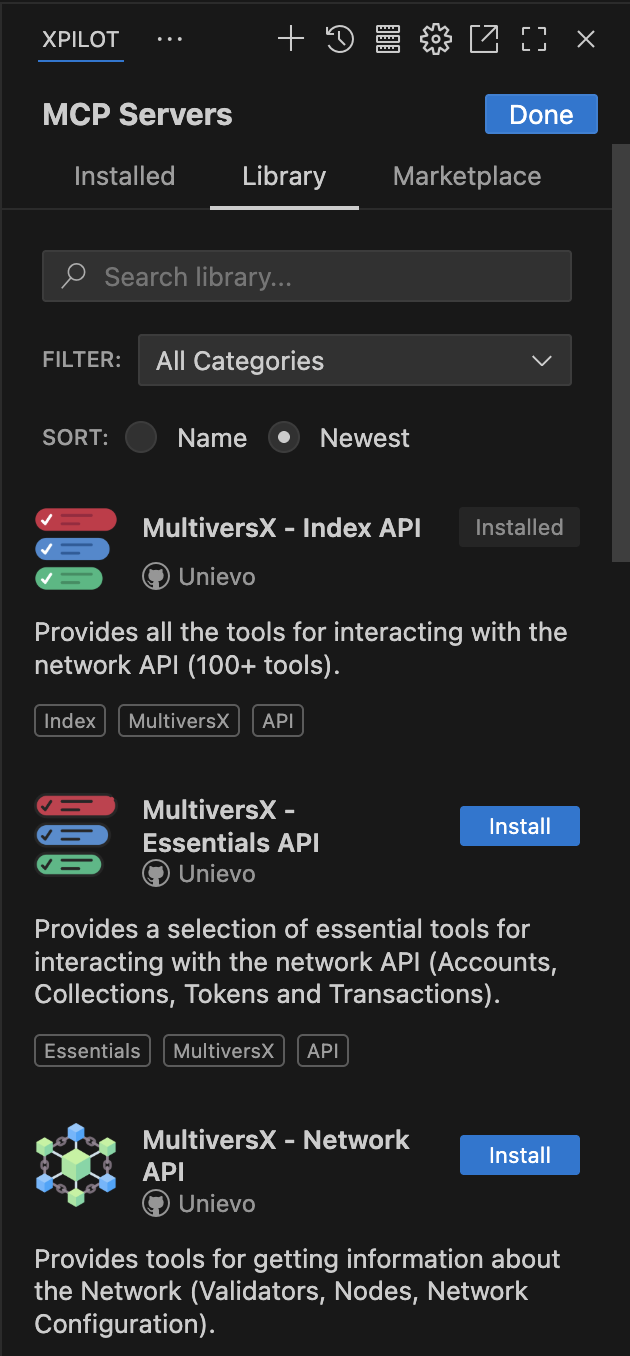 XPILOT ...
MCP Servers
Done
Installed
Library
Marketplace
Search library...
FILTER:
All Categories
SORT:
Name
Newest
MultiversX - Index API
Installed
Unievo
Provides all the tools for interacting with the
network API (100+ tools).
Index
MultiversX
API
MultiversX -
Essentials API
Install
Unievo
Provides a selection of essential tools for
interacting with the network API (Accounts,
Collections, Tokens and Transactions).
Essentials
MultiversX
API
MultiversX - Network
API
Install
Unievo
Provides tools for getting information about
the Network (Validators, Nodes, Network
Configuration).